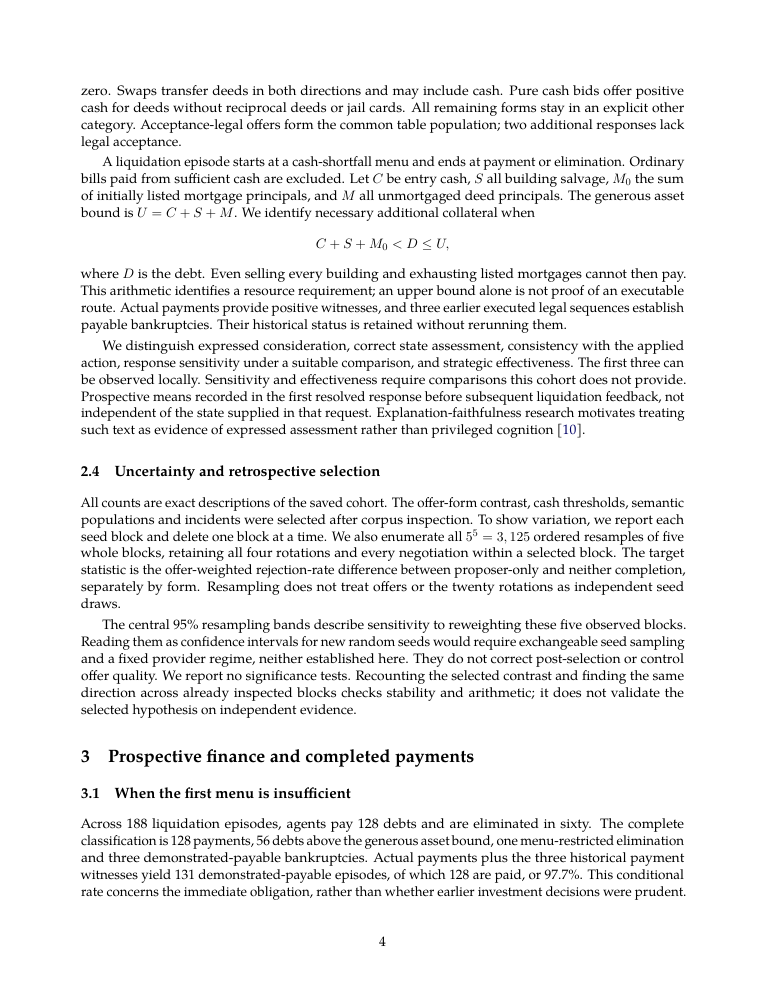 zero. Swaps transfer deeds in both directions and may include cash. Pure cash bids offer positive
cash for deeds without reciprocal deeds or jail cards. All remaining forms stay in an explicit other
category. Acceptance-legal offers form the common table population; two additional responses lack
legal acceptance.
A liquidation episode starts at a cash-shortfall menu and ends at payment or elimination. Ordinary
bills paid from sufficient cash are excluded. Let C be entry cash, S all building salvage, M₀ the sum
of initially listed mortgage principals, and M all unmortgaged deed principals. The generous asset
bound is U = C + S + M. We identify necessary additional collateral when
C + S + M₀ < D ≤ U,
where D is the debt. Even selling every building and exhausting listed mortgages cannot then pay.
This arithmetic identifies a resource requirement; an upper bound alone is not proof of an executable
route. Actual payments provide positive witnesses, and three earlier executed legal sequences establish
payable bankruptcies. Their historical status is retained without rerunning them.
We distinguish expressed consideration, correct state assessment, consistency with the applied
action, response sensitivity under a suitable comparison, and strategic effectiveness. The first three can
be observed locally. Sensitivity and effectiveness require comparisons this cohort does not provide.
Prospective means recorded in the first resolved response before subsequent liquidation feedback, not
independent of the state supplied in that request. Explanation-faithfulness research motivates treating
such text as evidence of expressed assessment rather than privileged cognition [10].
2.4 Uncertainty and retrospective selection
All counts are exact descriptions of the saved cohort. The offer-form contrast, cash thresholds, semantic
populations and incidents were selected after corpus inspection. To show variation, we report each
seed block and delete one block at a time. We also enumerate all 5⁵ = 3, 125 ordered resamples of five
whole blocks, retaining all four rotations and every negotiation within a selected block. The target
statistic is the offer-weighted rejection-rate difference between proposer-only and neither completion,
separately by form. Resampling does not treat offers or the twenty rotations as independent seed
draws.
The central 95% resampling bands describe sensitivity to reweighting these five observed blocks.
Reading them as confidence intervals for new random seeds would require exchangeable seed sampling
and a fixed provider regime, neither established here. They do not correct post-selection or control
offer quality. We report no significance tests. Recounting the selected contrast and finding the same
direction across already inspected blocks checks stability and arithmetic; it does not validate the
selected hypothesis on independent evidence.
3 Prospective finance and completed payments
3.1 When the first menu is insufficient
Across 188 liquidation episodes, agents pay 128 debts and are eliminated in sixty. The complete
classification is 128 payments, 56 debts above the generous asset bound, one menu-restricted elimination
and three demonstrated-payable bankruptcies. Actual payments plus the three historical payment
witnesses yield 131 demonstrated-payable episodes, of which 128 are paid, or 97.7%. This conditional
rate concerns the immediate obligation, rather than whether earlier investment decisions were prudent.
4